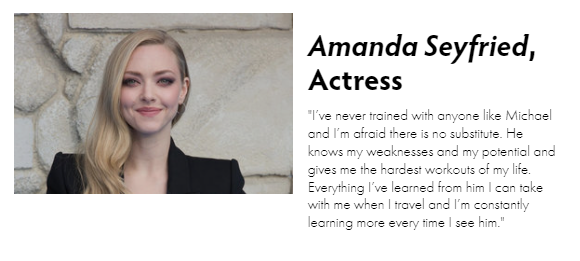 Amanda Seyfried,
Actress
"I've never trained with anyone like Michael
and I'm afraid there is no substitute. He
knows my weaknesses and my potential and
gives me the hardest workouts of my life.
Everything I've learned from him I can take
with me when I travel and I'm constantly
learning more every time I see him."